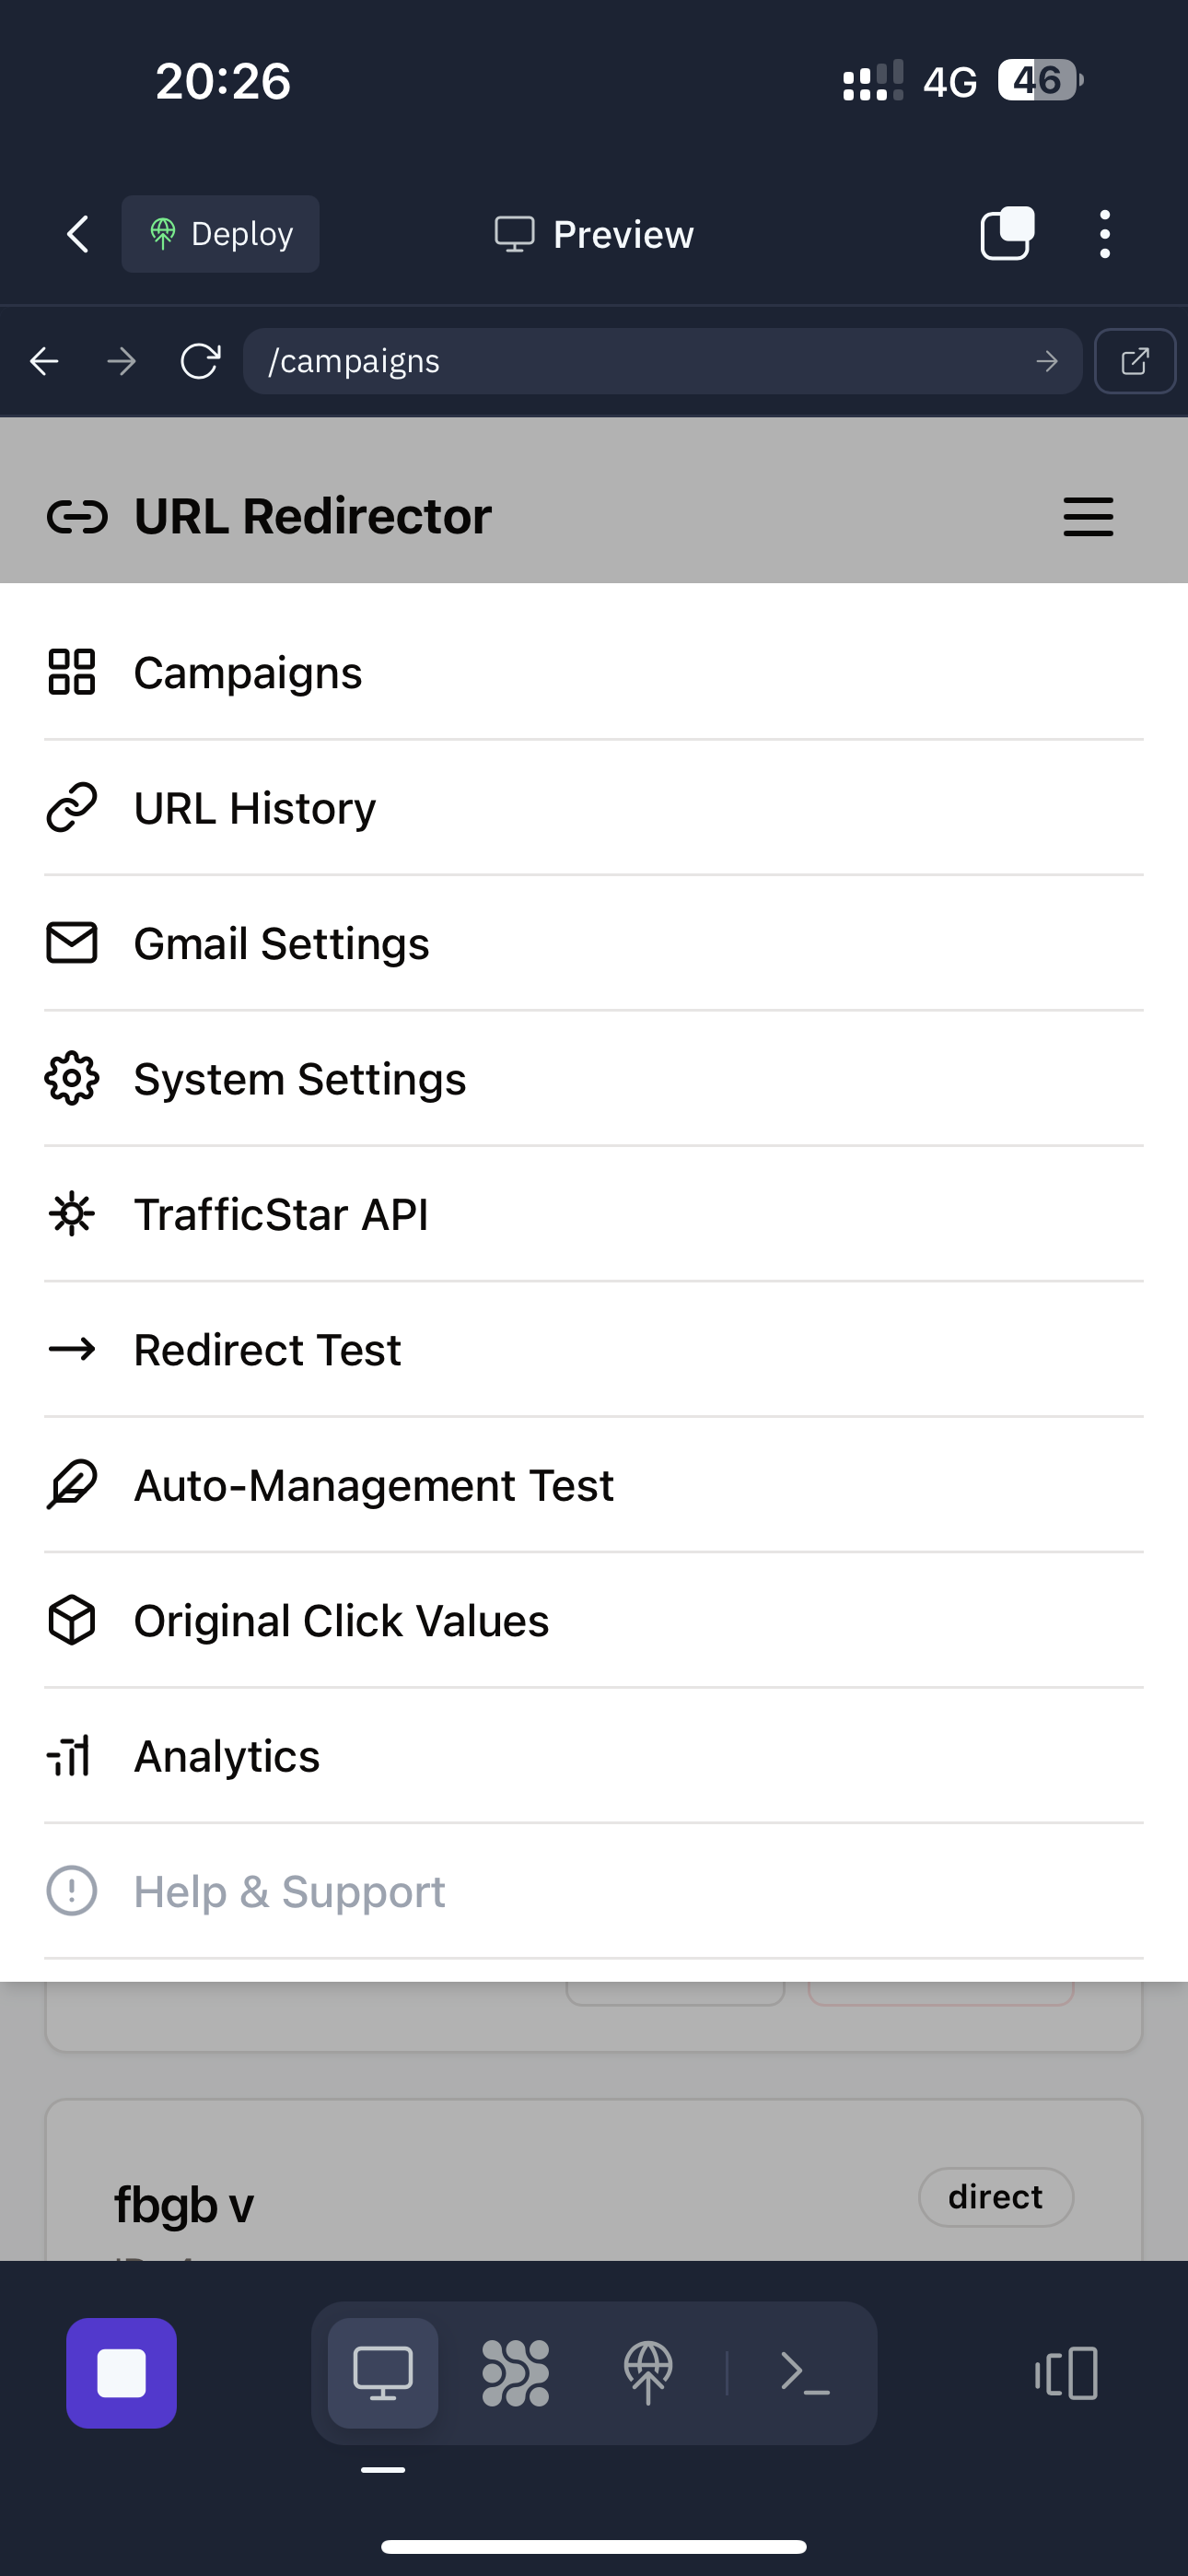 20:26
4G
46
Deploy
Preview
/campaigns
URL Redirector
Campaigns
URL History
Gmail Settings
System Settings
TrafficStar API
Redirect Test
Auto-Management Test
Original Click Values
Analytics
Help & Support
fbgb v
direct